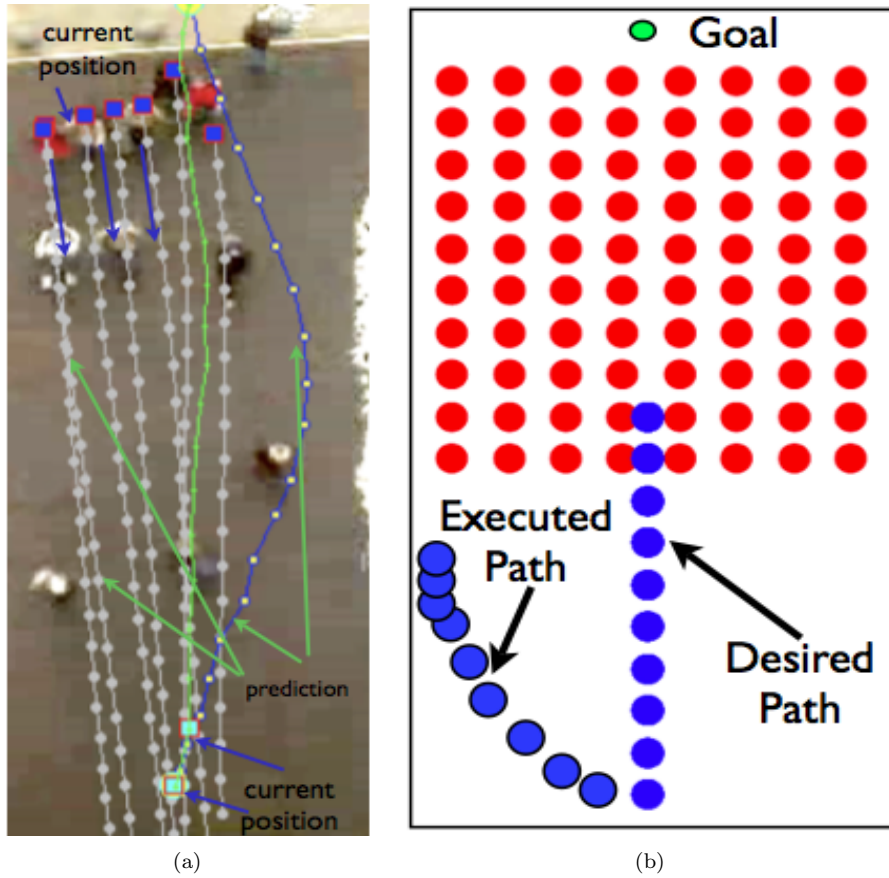 current
position
prediction
current
position
(a)
Goal
Executed
Path
Desired
Path
(b)